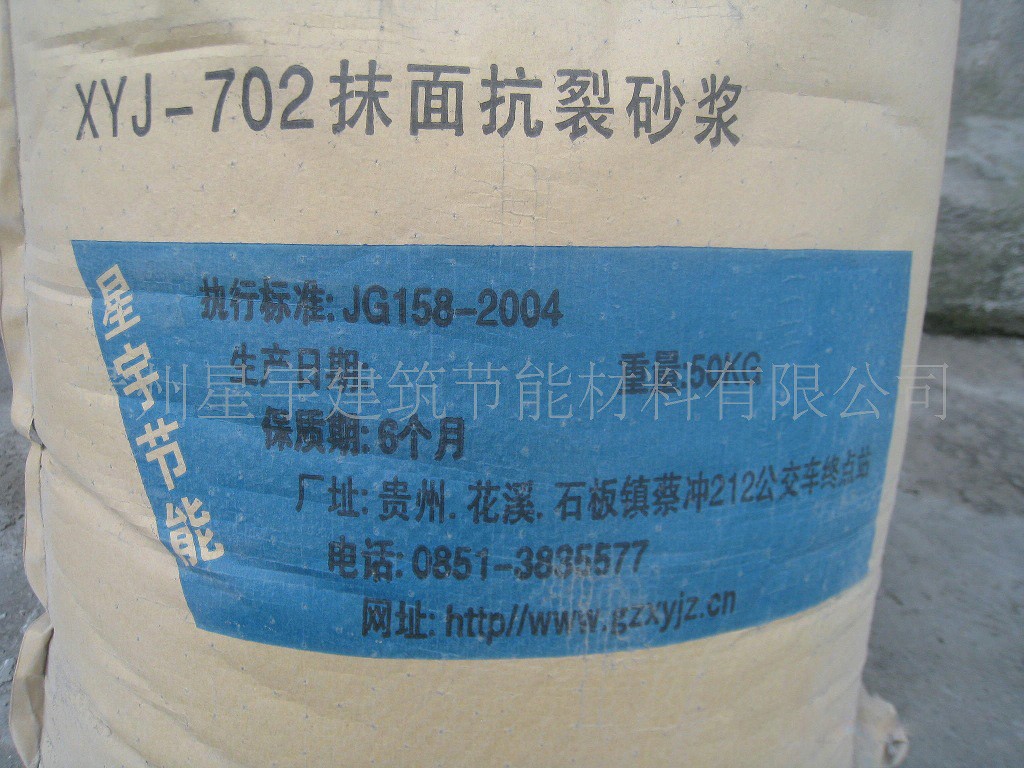 XYJ-702抹面抗裂砂浆
星宇节能
执行标准:JG158-2004
生产日期: 重量:50KG
州星宇建筑节能材料有限公司
保质期:6个月
厂址:贵州.花溪.石板镇蔡冲212公交车终点站
电话:0851-3835577
网址:http//www.gzxyjz.cn